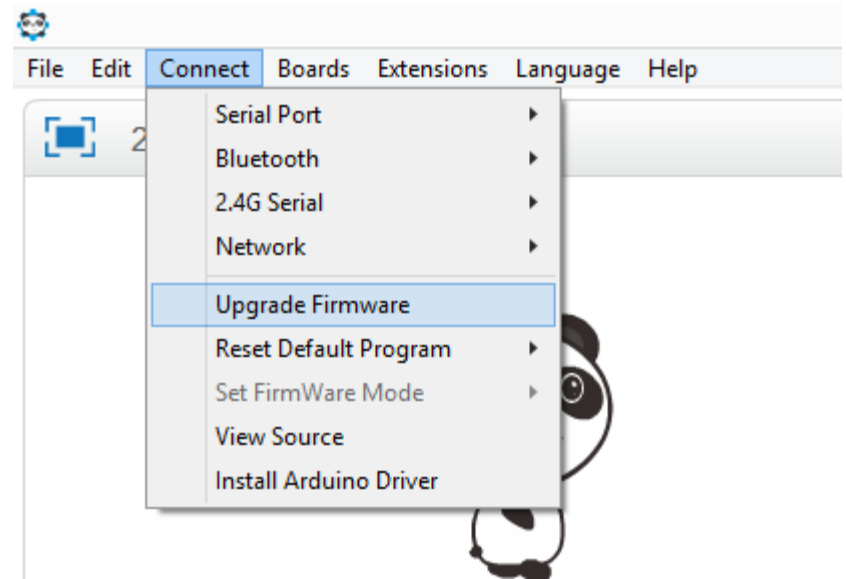 File Edit Connect Boards Extensions Language Help
Serial Port
2
Bluetooth
2.4G Serial
Network
Upgrade Firmware
Reset Default Program
Set FirmWare Mode
View Source
Install Arduino Driver